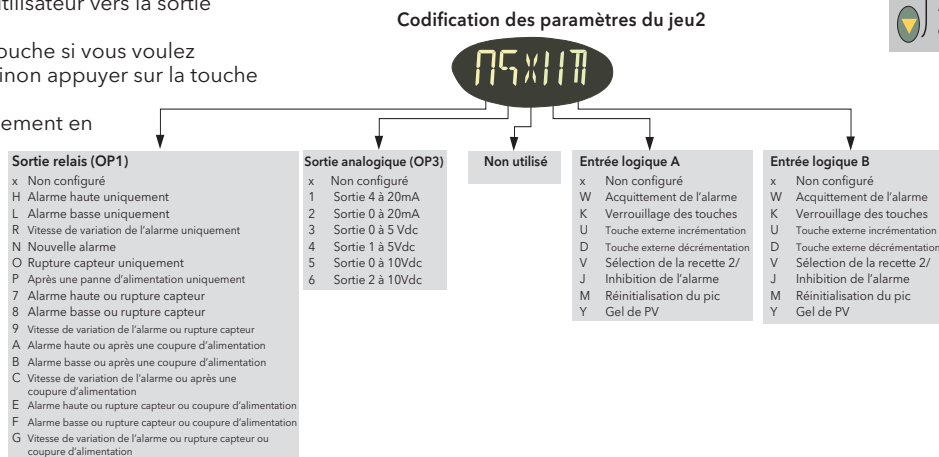 utilisateur vers la sortie
ouche si vous voulez
inon appuyer sur la touche
ement en
Codification des paramètres du jeu2
Sortie relais (OP1)
x Non configuré
H Alarme haute uniquement
L Alarme basse uniquement
R Vitesse de variation de l'alarme uniquement
N Nouvelle alarme
O Rupture capteur uniquement
P Après une panne d'alimentation uniquement
7 Alarme haute ou rupture capteur
8 Alarme basse ou rupture capteur
9 Vitesse de variation de l'alarme ou rupture capteur
A Alarme haute ou après une coupure d'alimentation
B Alarme basse ou après une coupure d'alimentation
C Vitesse de variation de l'alarme ou après une
coupure d'alimentation
E Alarme haute ou rupture capteur ou coupure d'alimentation
F Alarme basse ou rupture capteur ou coupure d'alimentation
G Vitesse de variation de l'alarme ou rupture capteur ou
coupure d'alimentation
Sortie analogique (OP3)
x Non configuré
1 Sortie 4 à 20mA
2 Sortie 0 à 20mA
3 Sortie 0 à 5 Vdc
4 Sortie 1 à 5Vdc
5 Sortie 0 à 10Vdc
6 Sortie 2 à 10Vdc
Non utilisé
Entrée logique A
x Non configuré
W Acquittement de l'alarme
K Verrouillage des touches
U Touche externe incrémentation
D Touche externe décrémentation
V Sélection de la recette 2/
J Inhibition de l'alarme
M Réinitialisation du pic
Y Gel de PV
Entrée logique B
x Non configuré
W Acquittement de l'alarme
K Verrouillage des touches
U Touche externe incrémentation
D Touche externe décrémentation
V Sélection de la recette 2/
J Inhibition de l'alarme
M Réinitialisation du pic
Y Gel de PV